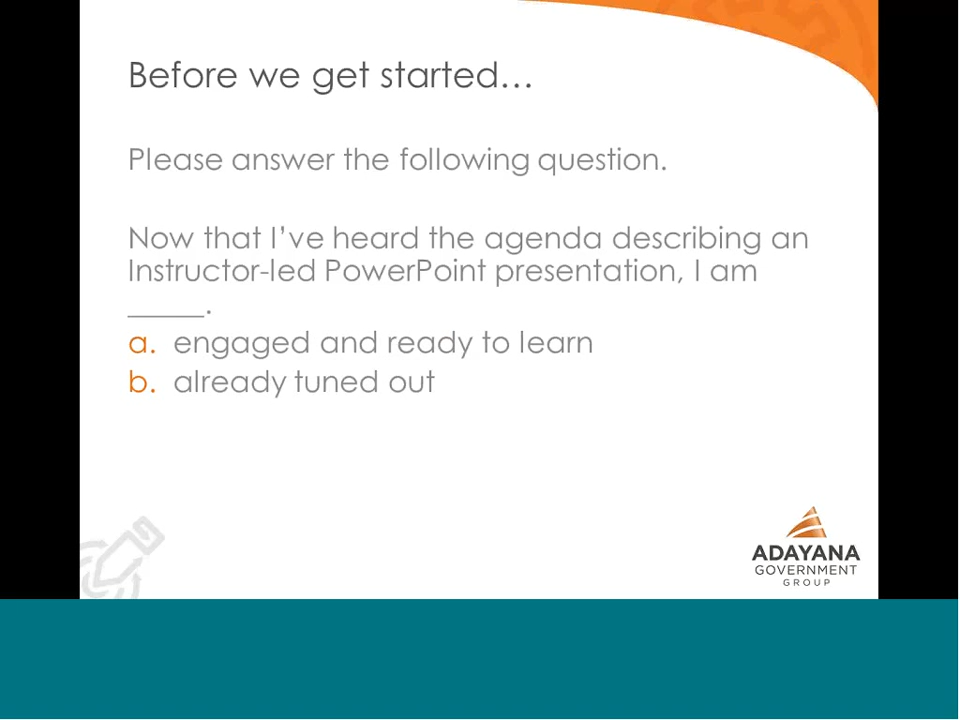 Before we get started…
Please answer the following question.
Now that I’ve heard the agenda describing an
Instructor-led PowerPoint presentation, I am
_____.
a. engaged and ready to learn
b. already tuned out
ADAYANA
GOVERNMENT
GROUP